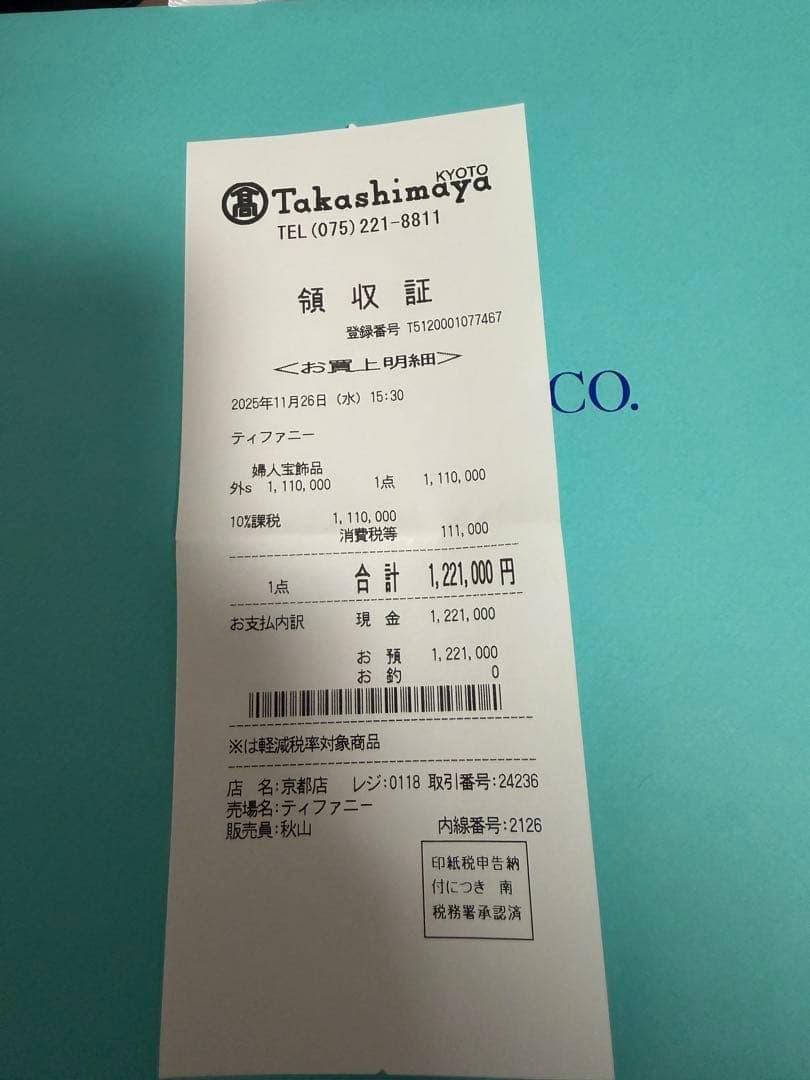 高 Takashimaya KYOTO
TEL(075)221-8811
領収証
登録番号 T5120001077467
<お買上明細>
CO.
2025年11月26日（水）15:30
ティファニー
婦人宝飾品
外s 1,110,000 1点 1,110,000
10%課税 1,110,000
消費税等 111,000
1点 合計 1,221,000円
お支払内訳 現金 1,221,000
お預 1,221,000
お釣 0
※は軽減税率対象商品
店 名:京都店 レジ:0118 取引番号:24236
売場名:ティファニー
販売員:秋山 内線番号:2126
印紙税申告納
付につき 南
税務署承認済